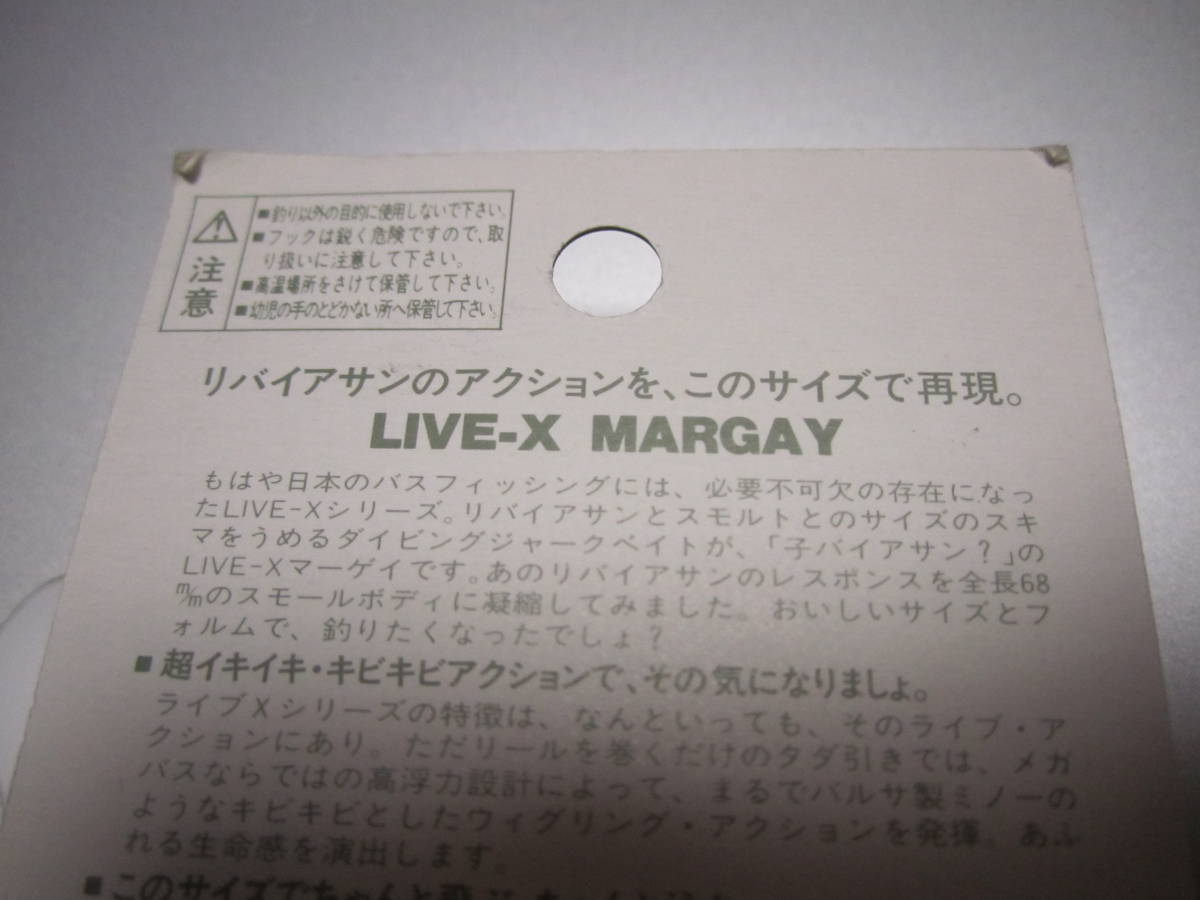 注意
■釣り以外の目的に使用しないで下さい。
■フックは鋭く危険ですので、取
り扱いに注意して下さい。
■高温場所をさけて保管して下さい。
■幼児の手のとどかない所へ保管して下さい。
リバイアサンのアクションを、このサイズで再現。
LIVE-X MARGAY
もはや日本のバスフィッシングには、必要不可欠の存在になっ
たLIVE-Xシリーズ。リバイアサンとスモルトとのサイズのスキ
マをうめるダイビングジャークベイトが、「子バイアサン？」の
LIVE-Xマーゲイです。あのリバイアサンのレスポンスを全長68
m/mのスモールボディに凝縮してみました。おいしいサイズとフ
ォルムで、釣りたくなったでしょ？
■超イキイキ・キビキビアクションで、その気になりましょ。
ライブXシリーズの特徴は、なんといっても、そのライブ・ア
クションにあり。ただリールを巻くだけのタダ引きでは、メガ
バスならではの高浮力設計によって、まるでバルサ製ミノーの
ようなキビキビとしたウィグリング・アクションを発揮。あふ
れる生命感を演出します。
■このサイズでちゃんと飛ぶ